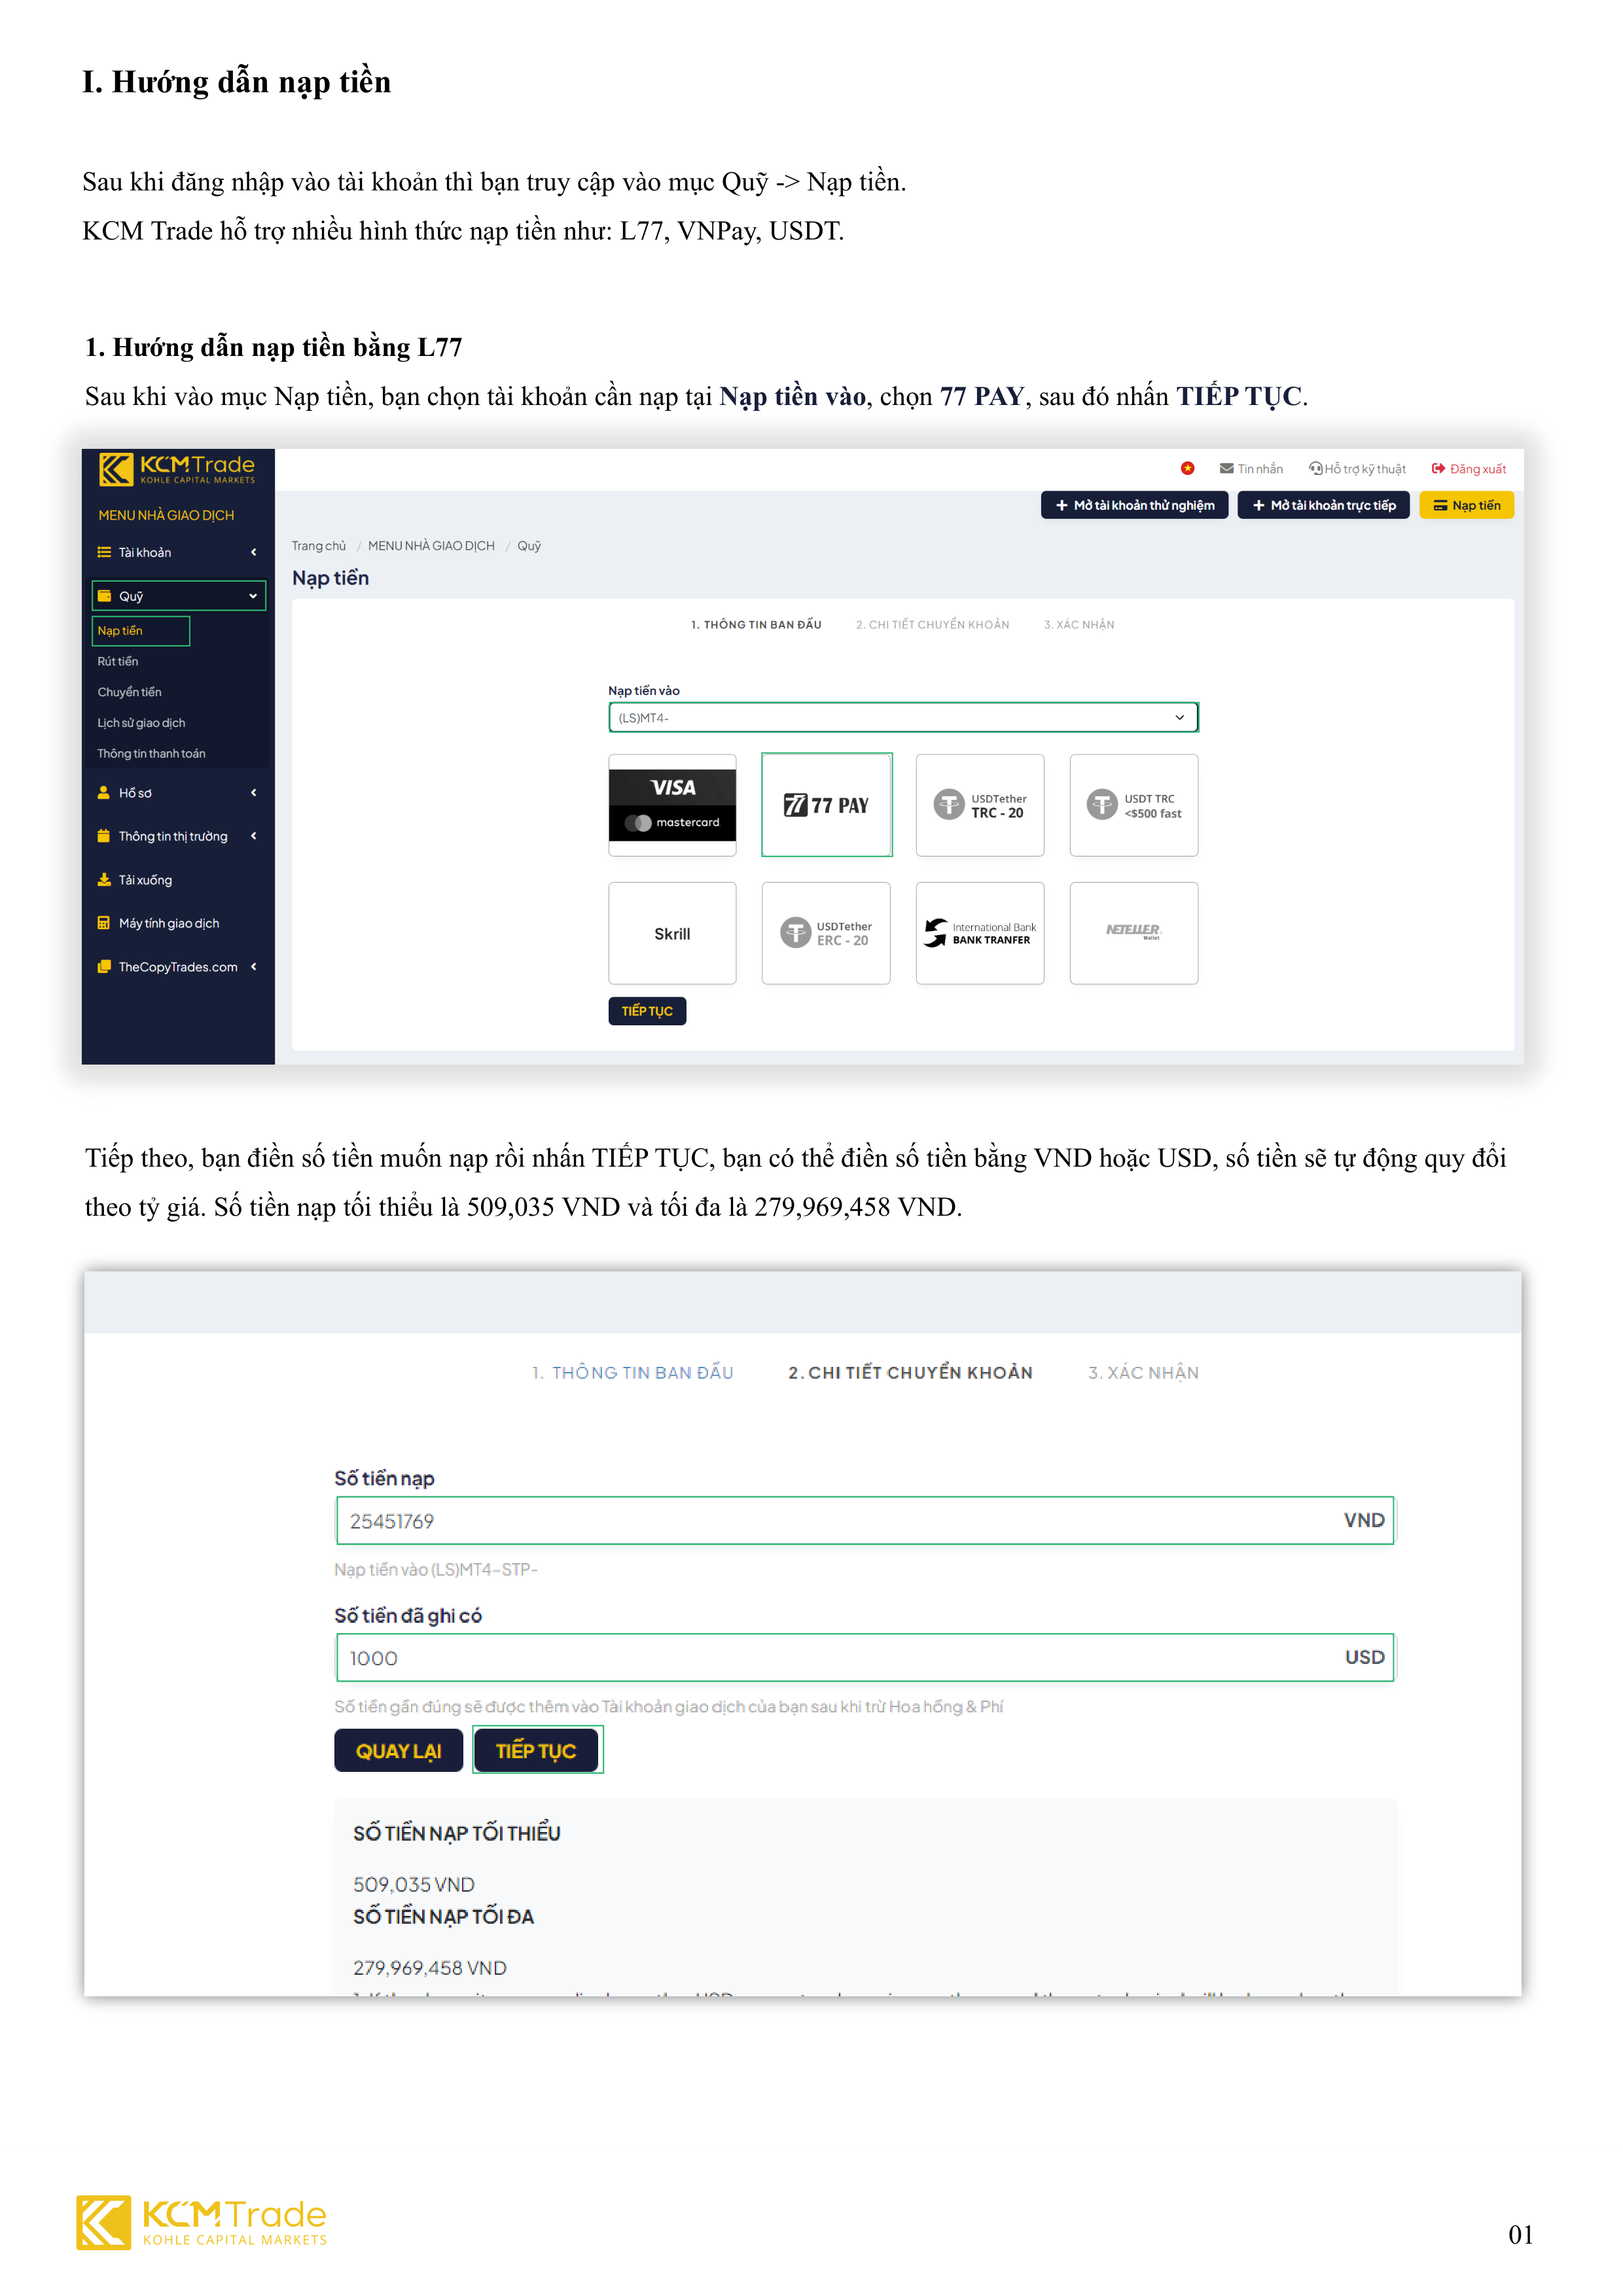 I. Hướng dẫn nạp tiền
Sau khi đăng nhập vào tài khoản thì bạn truy cập vào mục Quỹ -> Nạp tiền.
KCM Trade hỗ trợ nhiều hình thức nạp tiền như: L77, VNPay, USDT.
1. Hướng dẫn nạp tiền bằng L77
Sau khi vào mục Nạp tiền, bạn chọn tài khoản cần nạp tại Nạp tiền vào, chọn 77 PAY, sau đó nhấn TIẾP TỤC.
KCMTrade
KOHLE CAPITAL MARKETS
MENU NHÀ GIAO DỊCH
Tài khoản
Quỹ
Nạp tiền
Rút tiền
Chuyển tiền
Lịch sử giao dịch
Thông tin thanh toán
Hồ sơ
Thông tin thị trường
Tải xuống
Máy tính giao dịch
TheCopyTrades.com
Tin nhắn Hỗ trợ kỹ thuật Đăng xuất
+ Mở tài khoản thử nghiệm + Mở tài khoản trực tiếp Nạp tiền
Trang chủ / MENU NHÀ GIAO DỊCH / Quỹ
Nạp tiền
1. THÔNG TIN BAN ĐẦU 2. CHI TIẾT CHUYỂN KHOẢN 3. XÁC NHẬN
Nạp tiền vào
(LS)MT4-
VISA
mastercard
77 77 PAY
USDTether
TRC - 20
USDT TRC
<$500 fast
Skrill
USDTether
ERC - 20
International Bank
BANK TRANFER
NETELLER
Wallet
TIẾP TỤC
Tiếp theo, bạn điền số tiền muốn nạp rồi nhấn TIẾP TỤC, bạn có thể điền số tiền bằng VND hoặc USD, số tiền sẽ tự động quy đổi
theo tỷ giá. Số tiền nạp tối thiểu là 509,035 VND và tối đa là 279,969,458 VND.
1. THÔNG TIN BAN ĐẦU 2. CHI TIẾT CHUYỂN KHOẢN 3. XÁC NHẬN
Số tiền nạp
25451769 VND
Nạp tiền vào (LS)MT4-STP-
Số tiền đã ghi có
1000 USD
Số tiền gần đúng sẽ được thêm vào Tài khoản giao dịch của bạn sau khi trừ Hoa hồng & Phí
QUAY LẠI TIẾP TỤC
SỐ TIỀN NẠP TỐI THIỂU
509,035 VND
SỐ TIỀN NẠP TỐI ĐA
279,969,458 VND
KCMTrade
KOHLE CAPITAL MARKETS
01